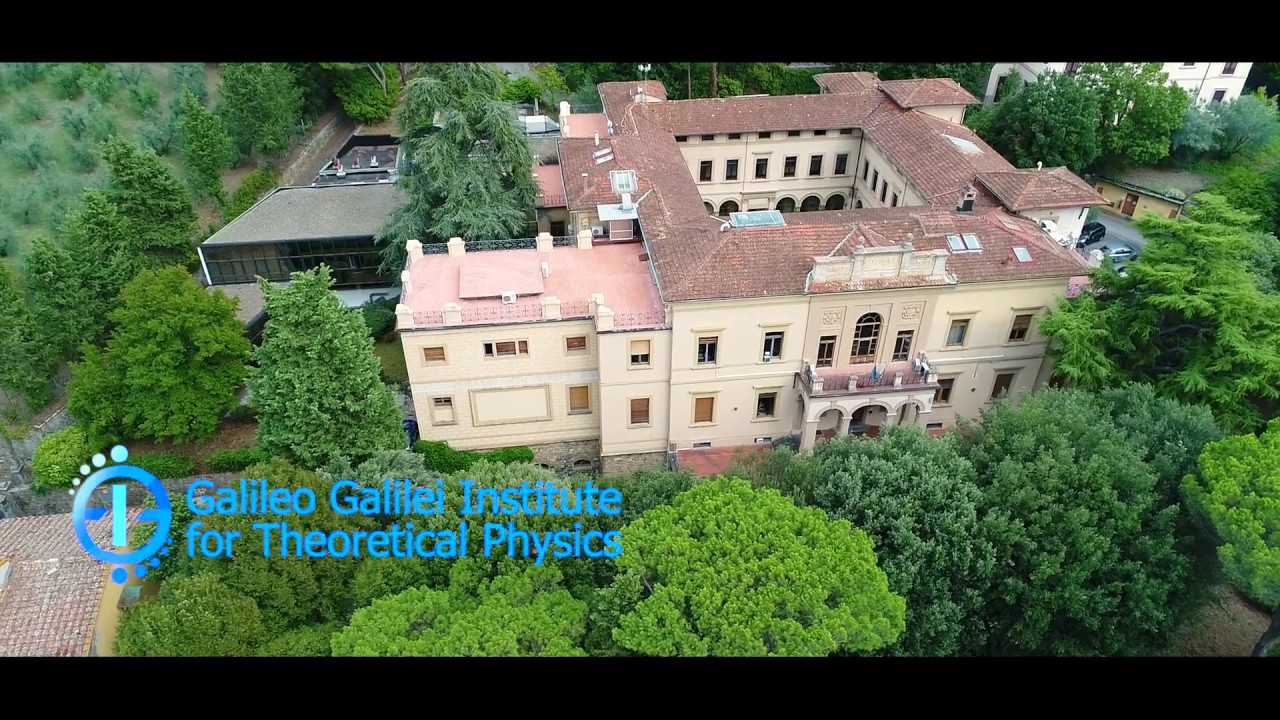 Galileo Galilei Institute
for Theoretical Physics